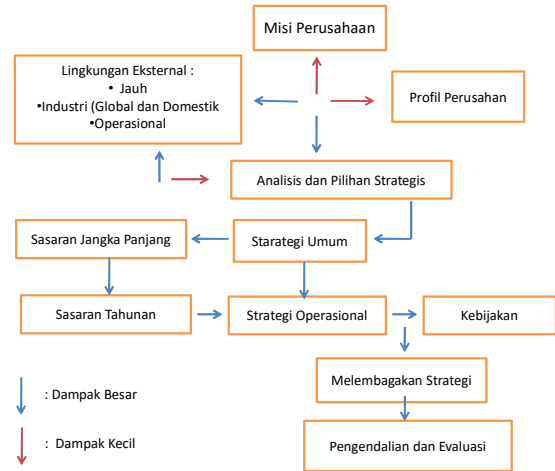 Misi Perusahaan
Lingkungan Eksternal :
• Jauh
•Industri (Global dan Domestik
•Operasional
Profil Perusahan
Analisis dan Pilihan Strategis
Sasaran Jangka Panjang
Starategi Umum
Sasaran Tahunan
Strategi Operasional
Kebijakan
Melembagakan Strategi
: Dampak Besar
: Dampak Kecil
Pengendalian dan Evaluasi